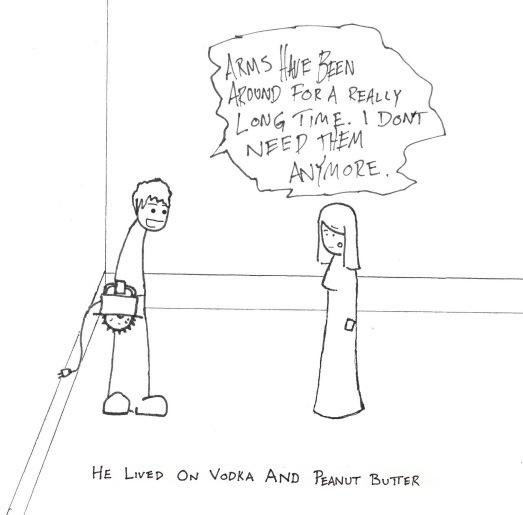 ARMS HAVE BEEN
AROUND FOR A REALLY
LONG TIME. I DONT
NEED THEM
ANYMORE.
HE LIVED ON VODKA AND PEANUT BUTTER